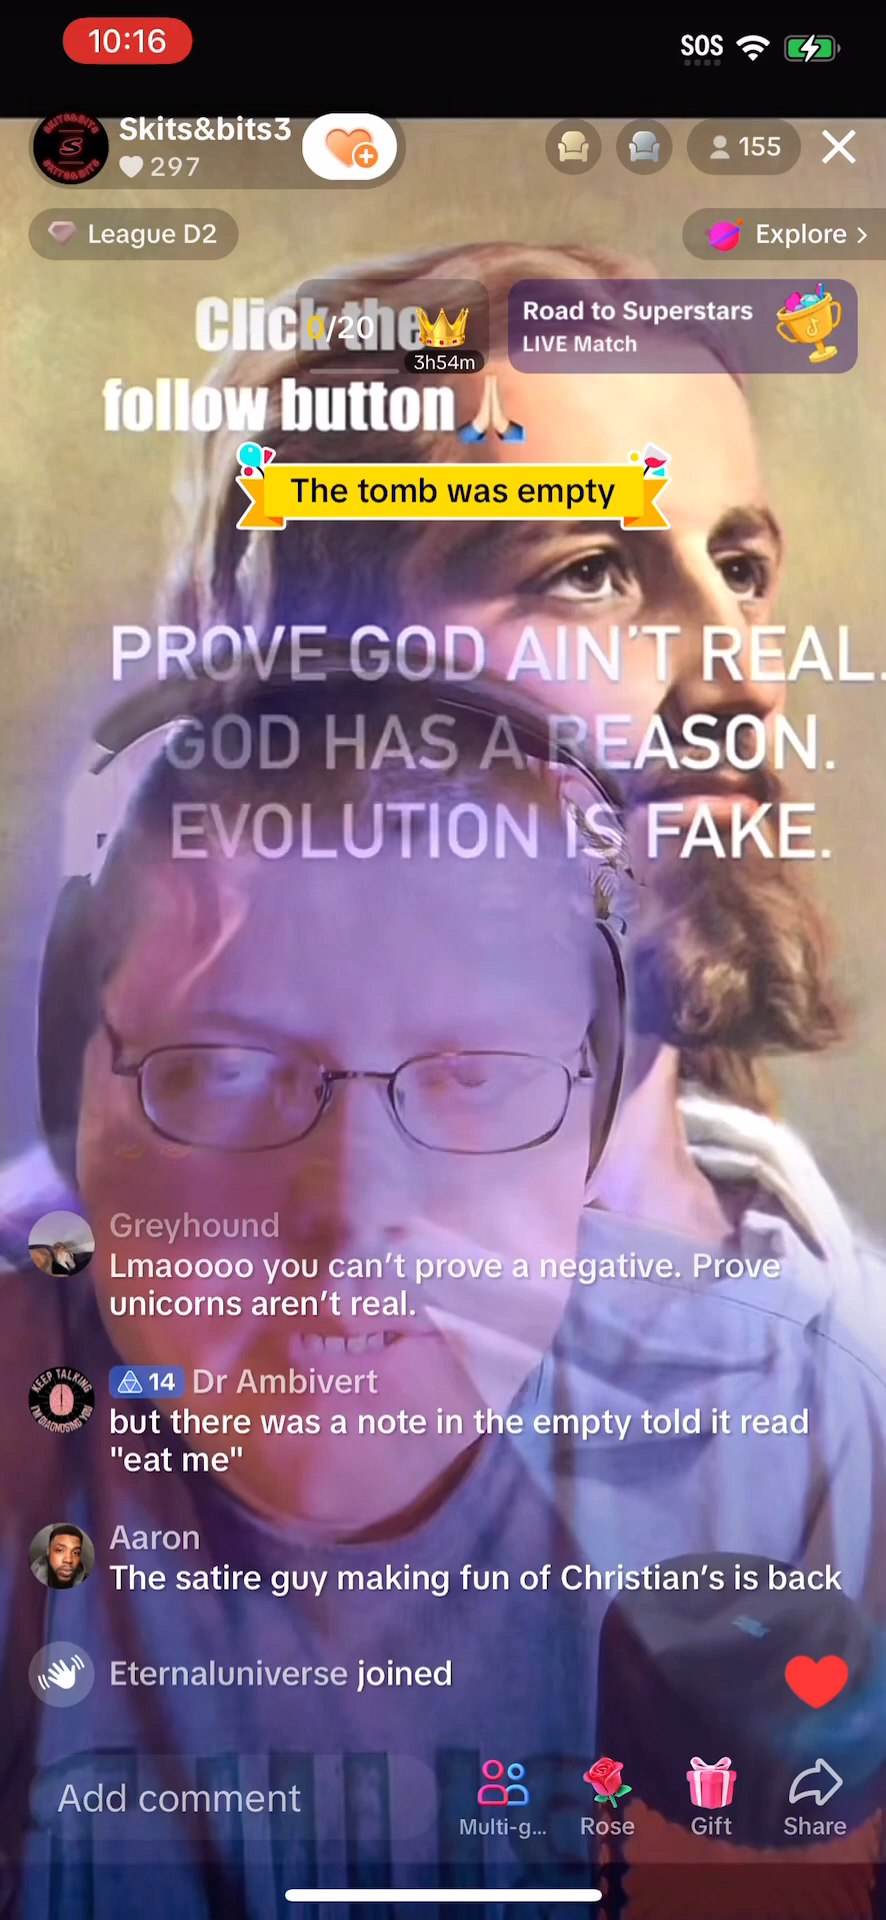 10:16
SOS
Skits&bits3
297
155
League D2
Explore >
Click the
0/20
3h54m
Road to Superstars
LIVE Match
follow button
The tomb was empty
PROVE GOD AIN'T REAL.
GOD HAS A REASON.
EVOLUTION IS FAKE.
Greyhound
Lmaoooo you can't prove a negative. Prove
unicorns aren't real.
KEEP TALKING
I'M DIAGNOSING YOU
14 Dr Ambivert
but there was a note in the empty told it read
"eat me"
Aaron
The satire guy making fun of Christian's is back
Eternaluniverse joined
Add comment
Multi-g...
Rose
Gift
Share